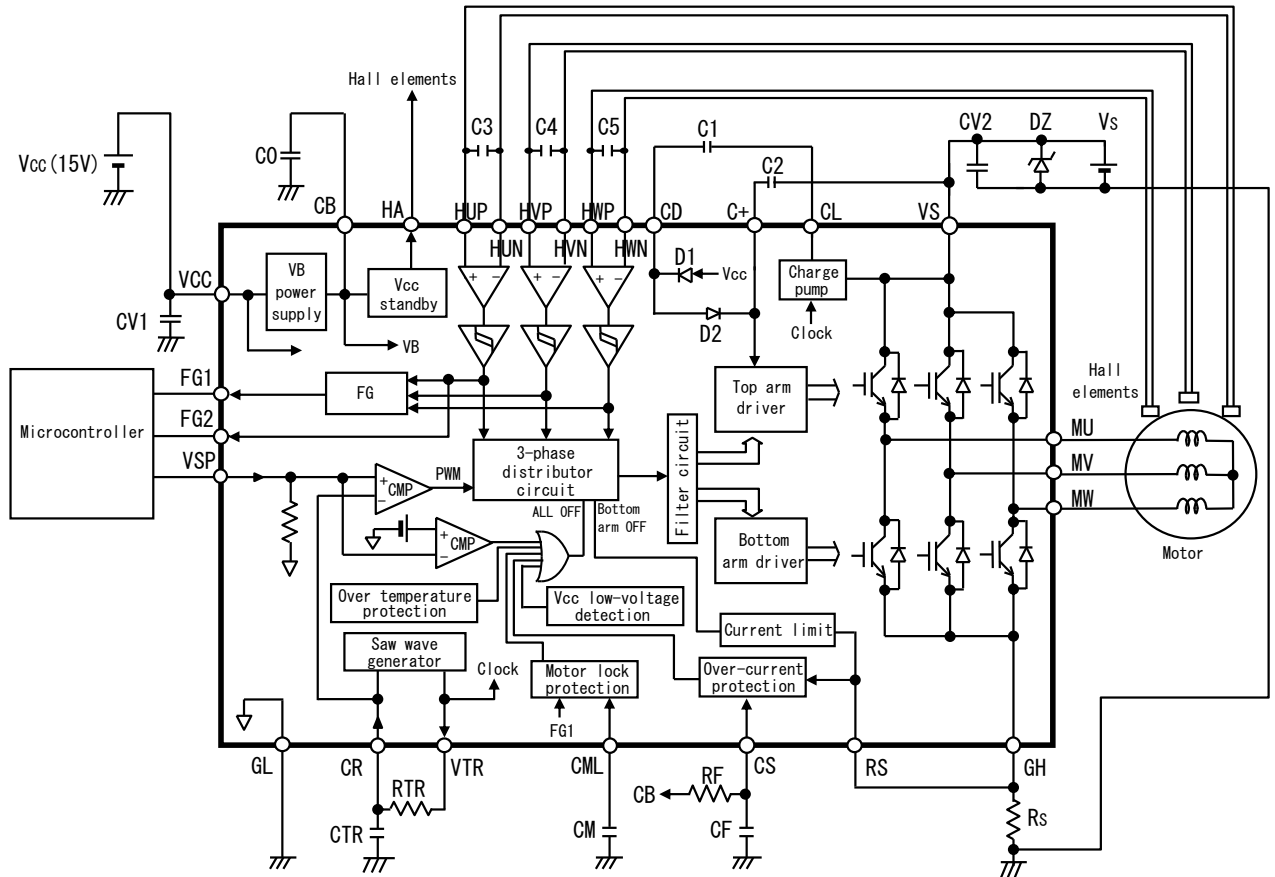 Hall elements
C3
C4
C5
C1
C2
CV2
DZ
VS
VCC (15V)
C0
CB
HA
HUP
HUN
HVP
HVN
HWP
HWN
CD
C+
CL
VS
VCC
CV1
VB
power
supply
Vcc
standby
VB
+ −
+ −
+ −
D1
Vcc
D2
Charge
pump
Clock
FG1
FG
FG2
Microcontroller
VSP
Top arm
driver
Hall
elements
MU
MV
MW
Motor
+
−
CMP
PWM
3-phase
distributor
circuit
ALL OFF
Bottom
arm OFF
Filter circuit
Bottom
arm driver
+
−
CMP
Over temperature
protection
Vcc low-voltage
detection
Current limit
Saw wave
generator
Clock
Motor lock
protection
FG1
Over-current
protection
GL
CR
VTR
CML
CS
RS
GH
RTR
CTR
CM
CB
RF
CF
RS